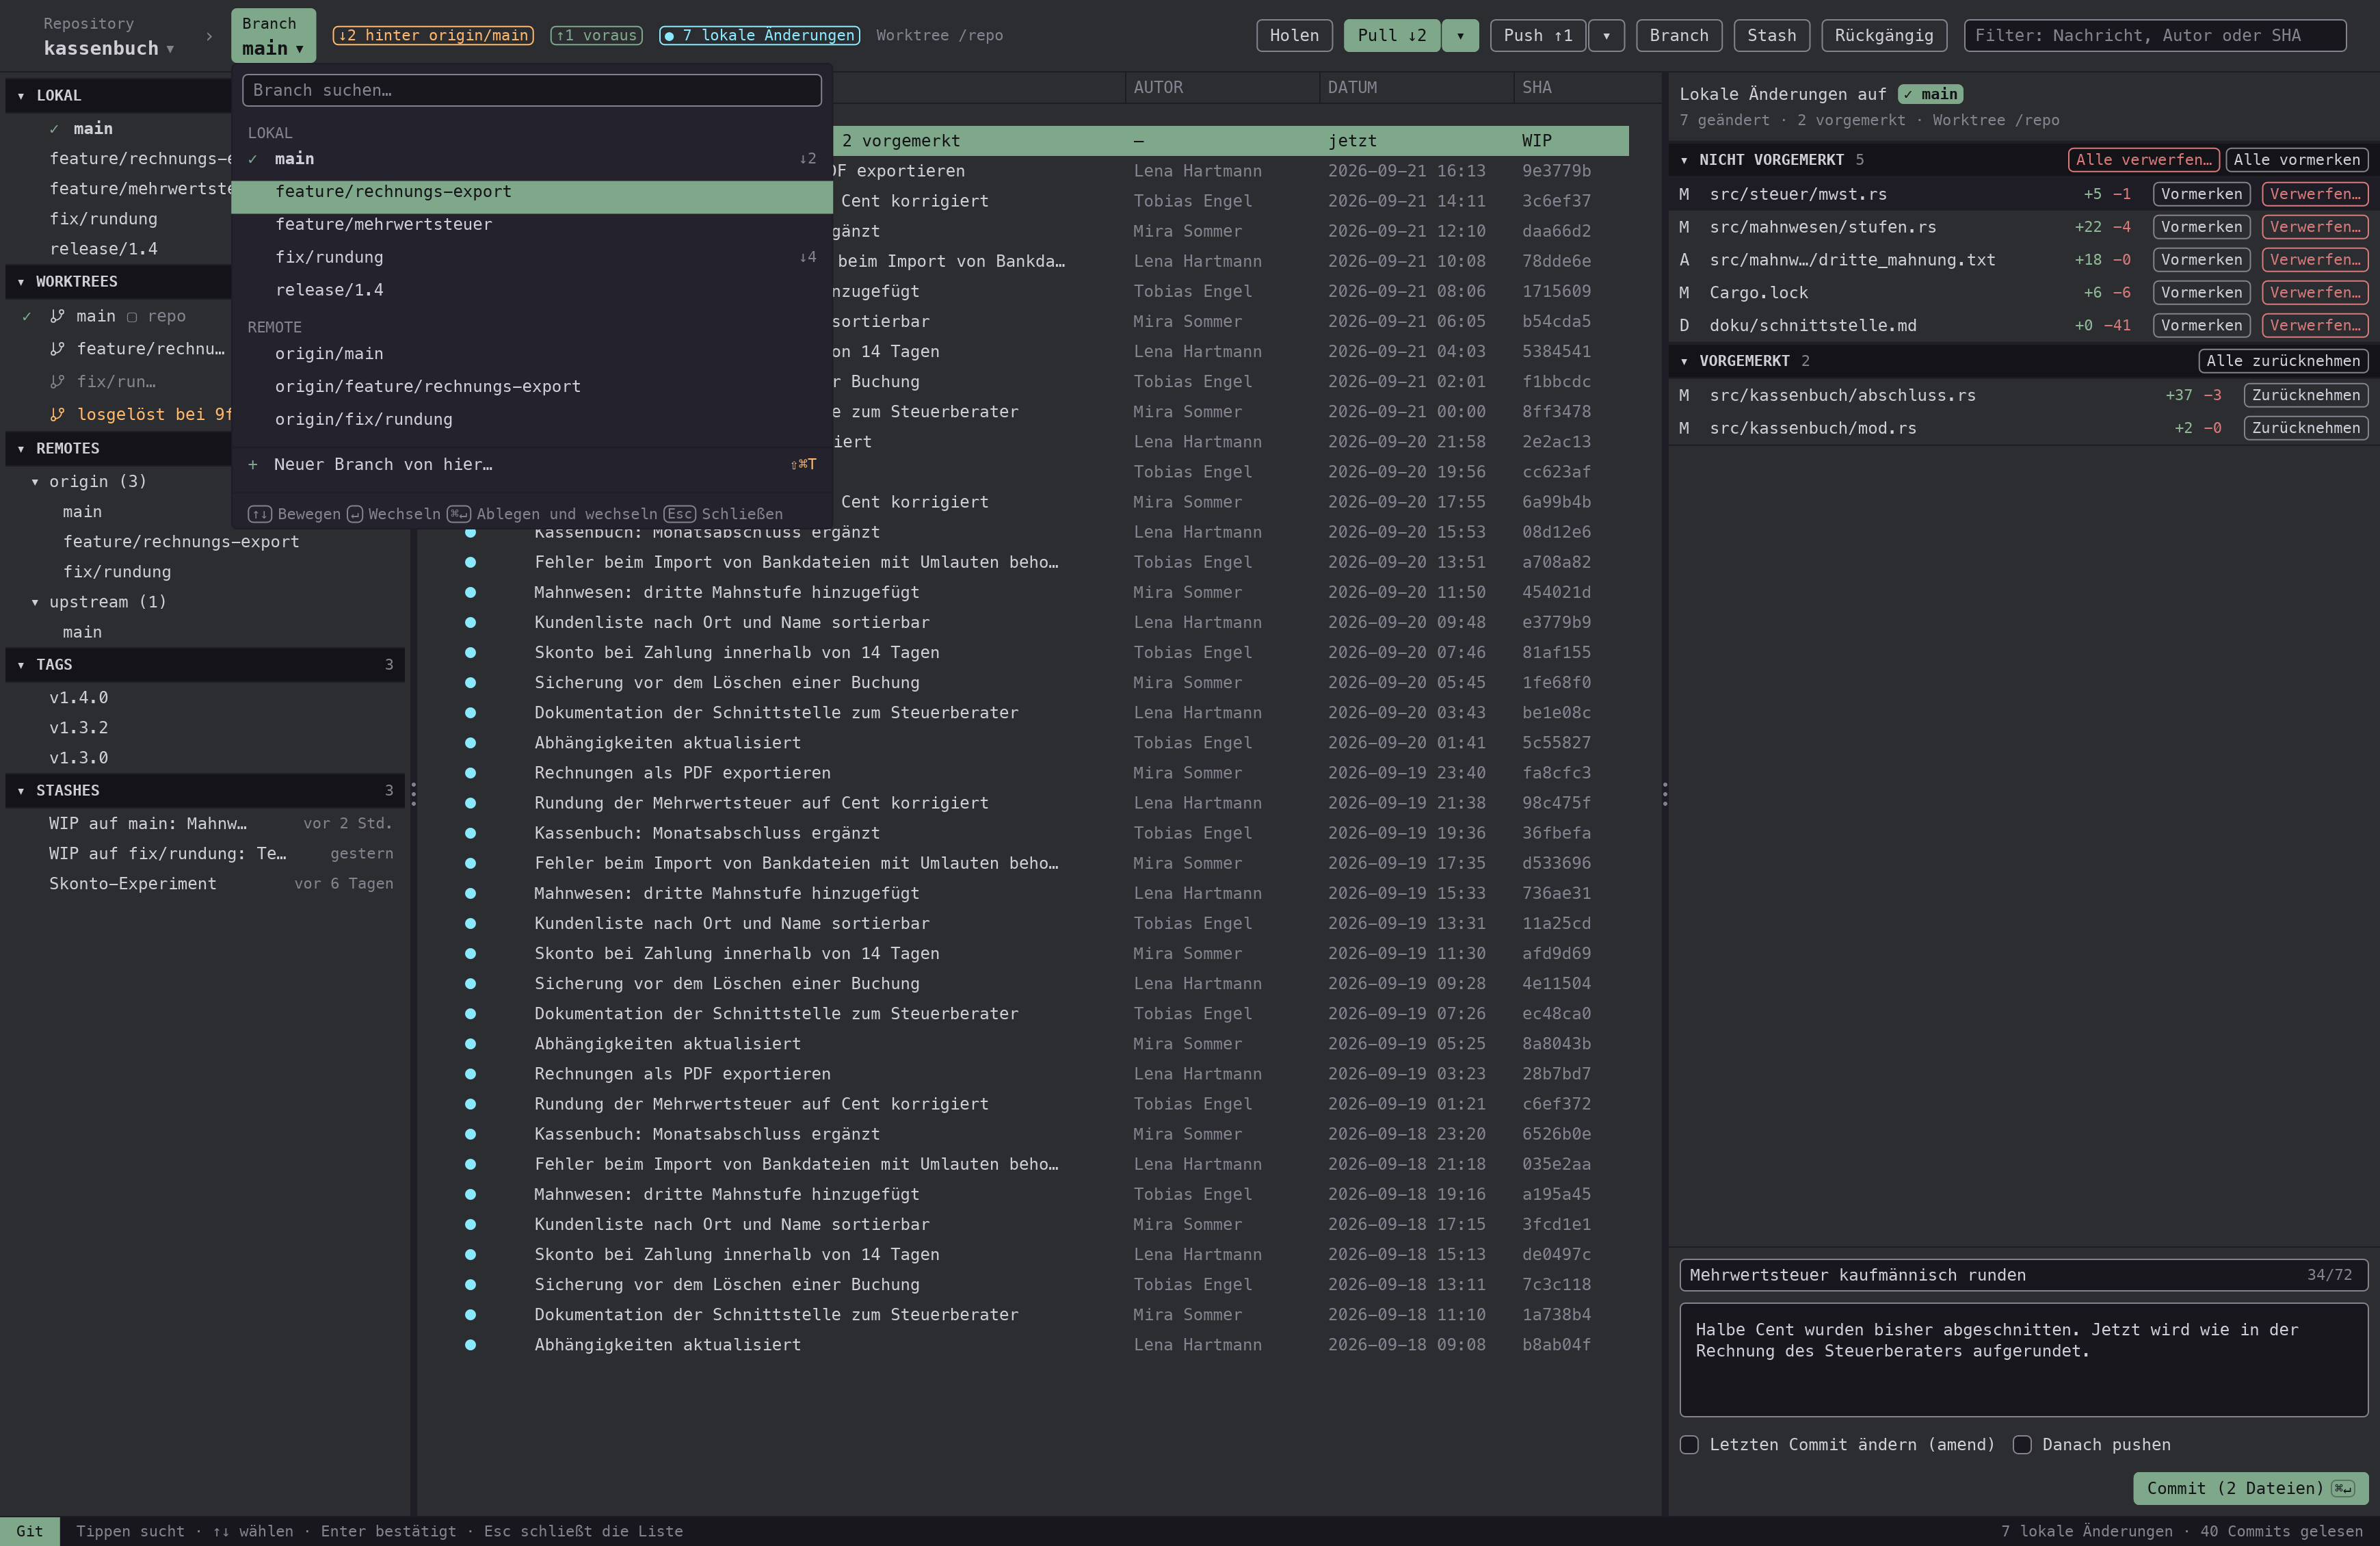 Repository
kassenbuch ▾
›
Branch
main ▾
↓2 hinter origin/main
↑1 voraus
● 7 lokale Änderungen
Worktree /repo
Holen
Pull ↓2 ▾
Push ↑1 ▾
Branch
Stash
Rückgängig
Filter: Nachricht, Autor oder SHA
▾ LOKAL
✓ main
feature/rechnungs-e
feature/mehrwertste
fix/rundung
release/1.4
▾ WORKTREES
✓ main ▢ repo
feature/rechnu…
fix/run…
losgelöst bei 9f
▾ REMOTES
▾ origin (3)
main
feature/rechnungs-export
fix/rundung
▾ upstream (1)
main
▾ TAGS 3
v1.4.0
v1.3.2
v1.3.0
▾ STASHES 3
WIP auf main: Mahnw… vor 2 Std.
WIP auf fix/rundung: Te… gestern
Skonto-Experiment vor 6 Tagen
Branch suchen…
LOKAL
✓ main ↓2
feature/rechnungs-export
feature/mehrwertsteuer
fix/rundung ↓4
release/1.4
REMOTE
origin/main
origin/feature/rechnungs-export
origin/fix/rundung
+ Neuer Branch von hier… ⇧⌘T
↑↓ Bewegen ↵ Wechseln ⌘↵ Ablegen und wechseln Esc Schließen
AUTOR DATUM SHA
2 vorgemerkt — jetzt WIP
DF exportieren Lena Hartmann 2026-09-21 16:13 9e3779b
Cent korrigiert Tobias Engel 2026-09-21 14:11 3c6ef37
gänzt Mira Sommer 2026-09-21 12:10 daa66d2
beim Import von Bankda… Lena Hartmann 2026-09-21 10:08 78dde6e
nzugefügt Tobias Engel 2026-09-21 08:06 1715609
sortierbar Mira Sommer 2026-09-21 06:05 b54cda5
on 14 Tagen Lena Hartmann 2026-09-21 04:03 5384541
r Buchung Tobias Engel 2026-09-21 02:01 f1bbcdc
e zum Steuerberater Mira Sommer 2026-09-21 00:00 8ff3478
iert Lena Hartmann 2026-09-20 21:58 2e2ac13
Tobias Engel 2026-09-20 19:56 cc623af
Cent korrigiert Mira Sommer 2026-09-20 17:55 6a99b4b
Kassenbuch: Monatsabschluss ergänzt Lena Hartmann 2026-09-20 15:53 08d12e6
Fehler beim Import von Bankdateien mit Umlauten beho… Tobias Engel 2026-09-20 13:51 a708a82
Mahnwesen: dritte Mahnstufe hinzugefügt Mira Sommer 2026-09-20 11:50 454021d
Kundenliste nach Ort und Name sortierbar Lena Hartmann 2026-09-20 09:48 e3779b9
Skonto bei Zahlung innerhalb von 14 Tagen Tobias Engel 2026-09-20 07:46 81af155
Sicherung vor dem Löschen einer Buchung Mira Sommer 2026-09-20 05:45 1fe68f0
Dokumentation der Schnittstelle zum Steuerberater Lena Hartmann 2026-09-20 03:43 be1e08c
Abhängigkeiten aktualisiert Tobias Engel 2026-09-20 01:41 5c55827
Rechnungen als PDF exportieren Mira Sommer 2026-09-19 23:40 fa8cfc3
Rundung der Mehrwertsteuer auf Cent korrigiert Lena Hartmann 2026-09-19 21:38 98c475f
Kassenbuch: Monatsabschluss ergänzt Tobias Engel 2026-09-19 19:36 36fbefa
Fehler beim Import von Bankdateien mit Umlauten beho… Mira Sommer 2026-09-19 17:35 d533696
Mahnwesen: dritte Mahnstufe hinzugefügt Lena Hartmann 2026-09-19 15:33 736ae31
Kundenliste nach Ort und Name sortierbar Tobias Engel 2026-09-19 13:31 11a25cd
Skonto bei Zahlung innerhalb von 14 Tagen Mira Sommer 2026-09-19 11:30 afd9d69
Sicherung vor dem Löschen einer Buchung Lena Hartmann 2026-09-19 09:28 4e11504
Dokumentation der Schnittstelle zum Steuerberater Tobias Engel 2026-09-19 07:26 ec48ca0
Abhängigkeiten aktualisiert Mira Sommer 2026-09-19 05:25 8a8043b
Rechnungen als PDF exportieren Lena Hartmann 2026-09-19 03:23 28b7bd7
Rundung der Mehrwertsteuer auf Cent korrigiert Tobias Engel 2026-09-19 01:21 c6ef372
Kassenbuch: Monatsabschluss ergänzt Mira Sommer 2026-09-18 23:20 6526b0e
Fehler beim Import von Bankdateien mit Umlauten beho… Lena Hartmann 2026-09-18 21:18 035e2aa
Mahnwesen: dritte Mahnstufe hinzugefügt Tobias Engel 2026-09-18 19:16 a195a45
Kundenliste nach Ort und Name sortierbar Mira Sommer 2026-09-18 17:15 3fcd1e1
Skonto bei Zahlung innerhalb von 14 Tagen Lena Hartmann 2026-09-18 15:13 de0497c
Sicherung vor dem Löschen einer Buchung Tobias Engel 2026-09-18 13:11 7c3c118
Dokumentation der Schnittstelle zum Steuerberater Mira Sommer 2026-09-18 11:10 1a738b4
Abhängigkeiten aktualisiert Lena Hartmann 2026-09-18 09:08 b8ab04f
Lokale Änderungen auf ✓ main
7 geändert · 2 vorgemerkt · Worktree /repo
▾ NICHT VORGEMERKT 5 Alle verwerfen… Alle vormerken
M src/steuer/mwst.rs +5 −1 Vormerken Verwerfen…
M src/mahnwesen/stufen.rs +22 −4 Vormerken Verwerfen…
A src/mahnw…/dritte_mahnung.txt +18 −0 Vormerken Verwerfen…
M Cargo.lock +6 −6 Vormerken Verwerfen…
D doku/schnittstelle.md +0 −41 Vormerken Verwerfen…
▾ VORGEMERKT 2 Alle zurücknehmen
M src/kassenbuch/abschluss.rs +37 −3 Zurücknehmen
M src/kassenbuch/mod.rs +2 −0 Zurücknehmen
Mehrwertsteuer kaufmännisch runden 34/72
Halbe Cent wurden bisher abgeschnitten. Jetzt wird wie in der
Rechnung des Steuerberaters aufgerundet.
Letzten Commit ändern (amend) Danach pushen
Commit (2 Dateien) ⌘↵
Git Tippen sucht · ↑↓ wählen · Enter bestätigt · Esc schließt die Liste
7 lokale Änderungen · 40 Commits gelesen